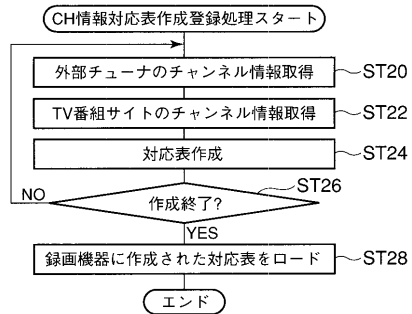 CH情報対応表作成登録処理スタート
外部チューナのチャンネル情報取得
ST20
TV番組サイトのチャンネル情報取得
ST22
対応表作成
ST24
ST26
作成終了?
NO
YES
録画機器に作成された対応表をロード
ST28
エンド